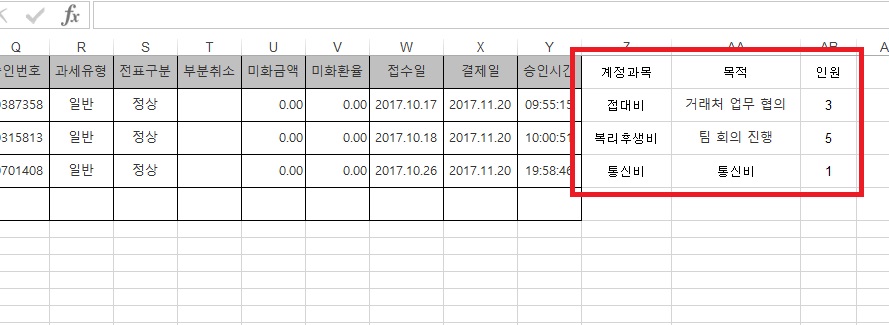 fx
Q R S T U V W X Y Z AA AB
인번호 과세유형 전표구분 부분취소 미화금액 미화환율 접수일 결제일 승인시간 계정과목 목적 인원
387358 일반 정상 0.00 0.00 2017.10.17 2017.11.20 09:55:15 접대비 거래처 업무 협의 3
315813 일반 정상 0.00 0.00 2017.10.18 2017.11.20 10:00:51 복리후생비 팀 회의 진행 5
701408 일반 정상 0.00 0.00 2017.10.26 2017.11.20 19:58:46 통신비 통신비 1